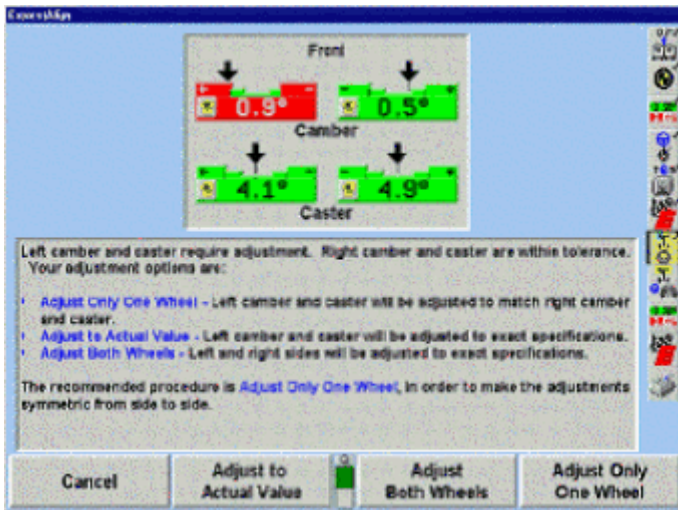 ExpressAlign
Front
0.9° 0.5°
Camber
4.1° 4.9°
Caster
Left camber and caster require adjustment. Right camber and caster are within tolerance.
Your adjustment options are:
Adjust Only One Wheel - Left camber and caster will be adjusted to match right camber
and caster.
Adjust to Actual Value - Left camber and caster will be adjusted to exact specifications.
Adjust Both Wheels - Left and right sides will be adjusted to exact specifications.
The recommended procedure is Adjust Only One Wheel, in order to make the adjustments
symmetric from side to side.
Cancel
Adjust to
Actual Value
Adjust
Both Wheels
Adjust Only
One Wheel